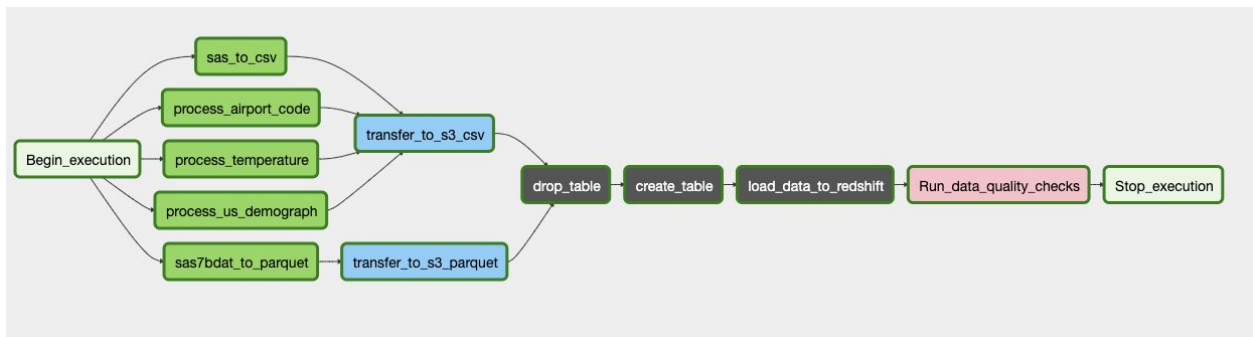 sas_to_csv
process_airport_code
transfer_to_s3_csv
Begin_execution
process_temperature
drop_table
create_table
load_data_to_redshift
Run_data_quality_checks
Stop_execution
process_us_demograph
sas7bdat_to_parquet
transfer_to_s3_parquet